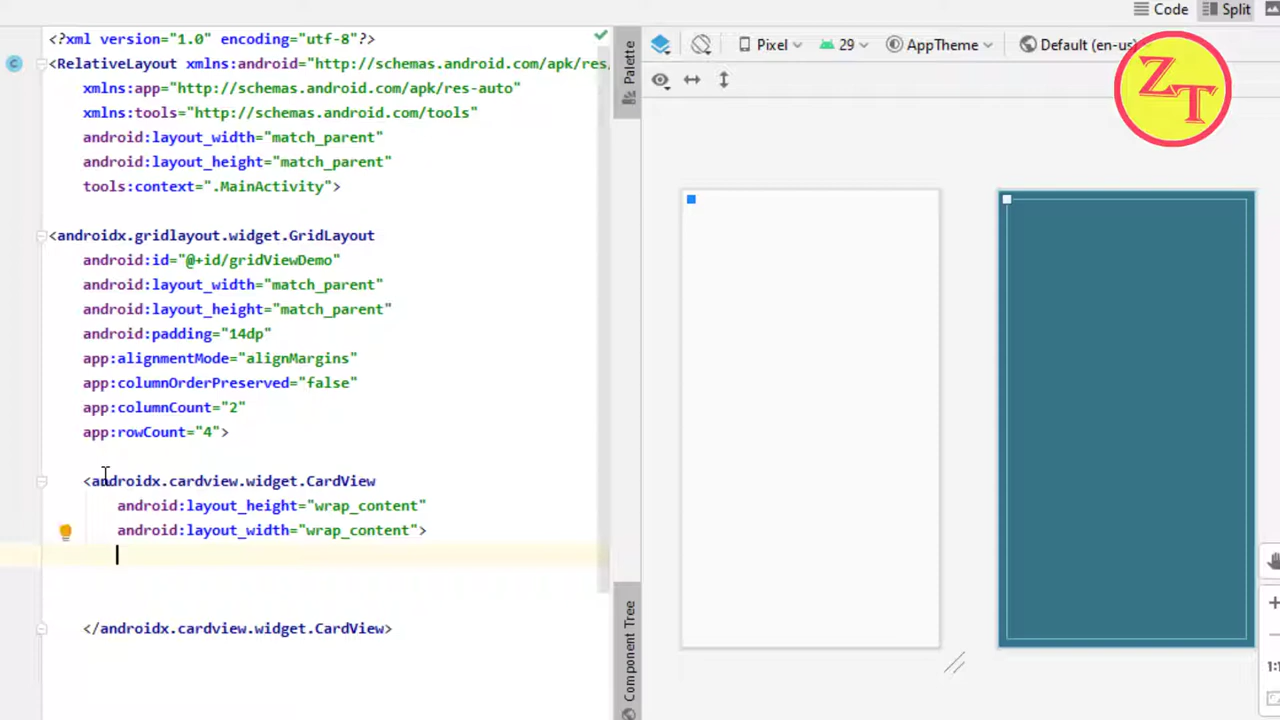 Code
Split
<?xml version="1.0" encoding="utf-8"?>
<RelativeLayout xmlns:android="http://schemas.android.com/apk/res,
xmlns:app="http://schemas.android.com/apk/res-auto"
xmlns:tools="http://schemas.android.com/tools"
android:layout_width="match_parent"
android:layout_height="match_parent"
tools:context=".MainActivity">
<androidx.gridlayout.widget.GridLayout
android:id="@+id/gridViewDemo"
android:layout_width="match_parent"
android:layout_height="match_parent"
android:padding="14dp"
app:alignmentMode="alignMargins"
app:columnOrderPreserved="false"
app:columnCount="2"
app:rowCount="4">
<androidx.cardview.widget.CardView
android:layout_height="wrap_content"
android:layout_width="wrap_content">
</androidx.cardview.widget.CardView>
C
Palette
Component Tree
Pixel
29
AppTheme
Default (en-us)
ZT
1:1